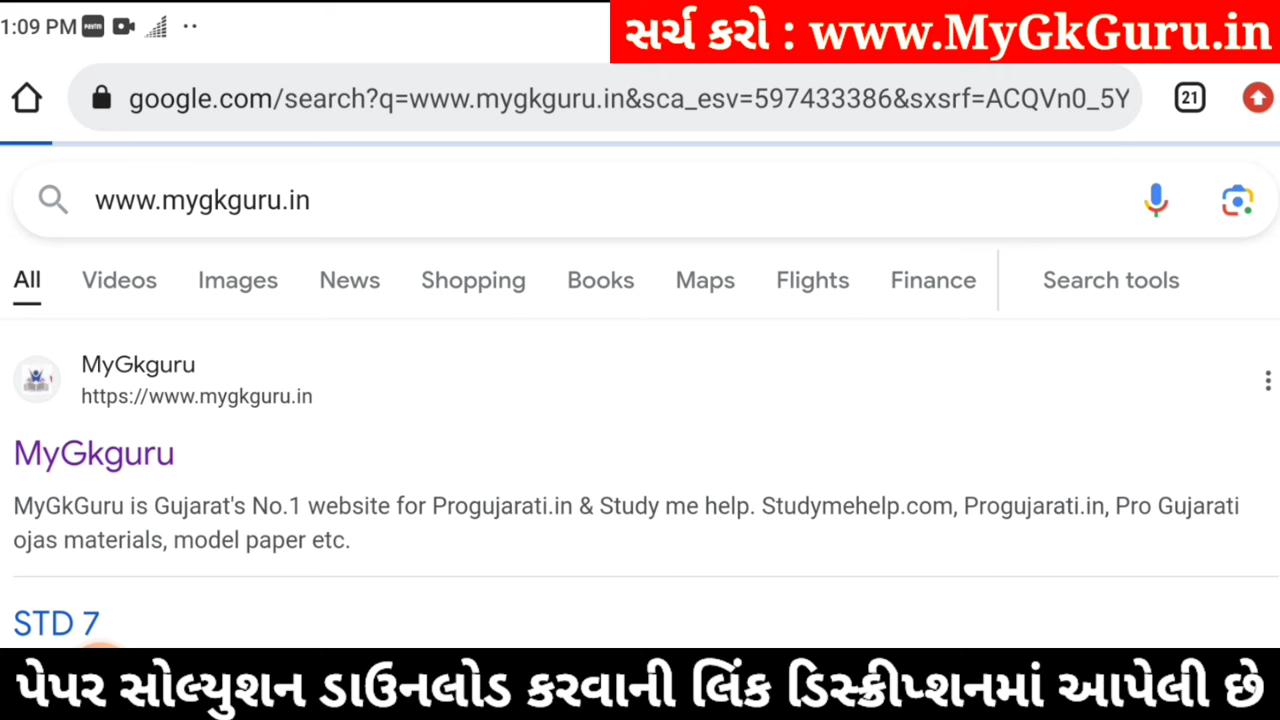 1:09 PM
સર્ચ કરો : www.MyGkGuru.in
google.com/search?q=www.mygkguru.in&sca_esv=597433386&sxsrf=ACQVn0_5Y
21
www.mygkguru.in
All Videos Images News Shopping Books Maps Flights Finance Search tools
MyGkguru
https://www.mygkguru.in
MyGkguru
MyGkGuru is Gujarat's No.1 website for Progujarati.in & Study me help. Studymehelp.com, Progujarati.in, Pro Gujarati
ojas materials, model paper etc.
STD 7
પેપર સોલ્યુશન ડાઉનલોડ કરવાની લિંક ડિસ્ક્રીપ્શનમાં આપેલી છે